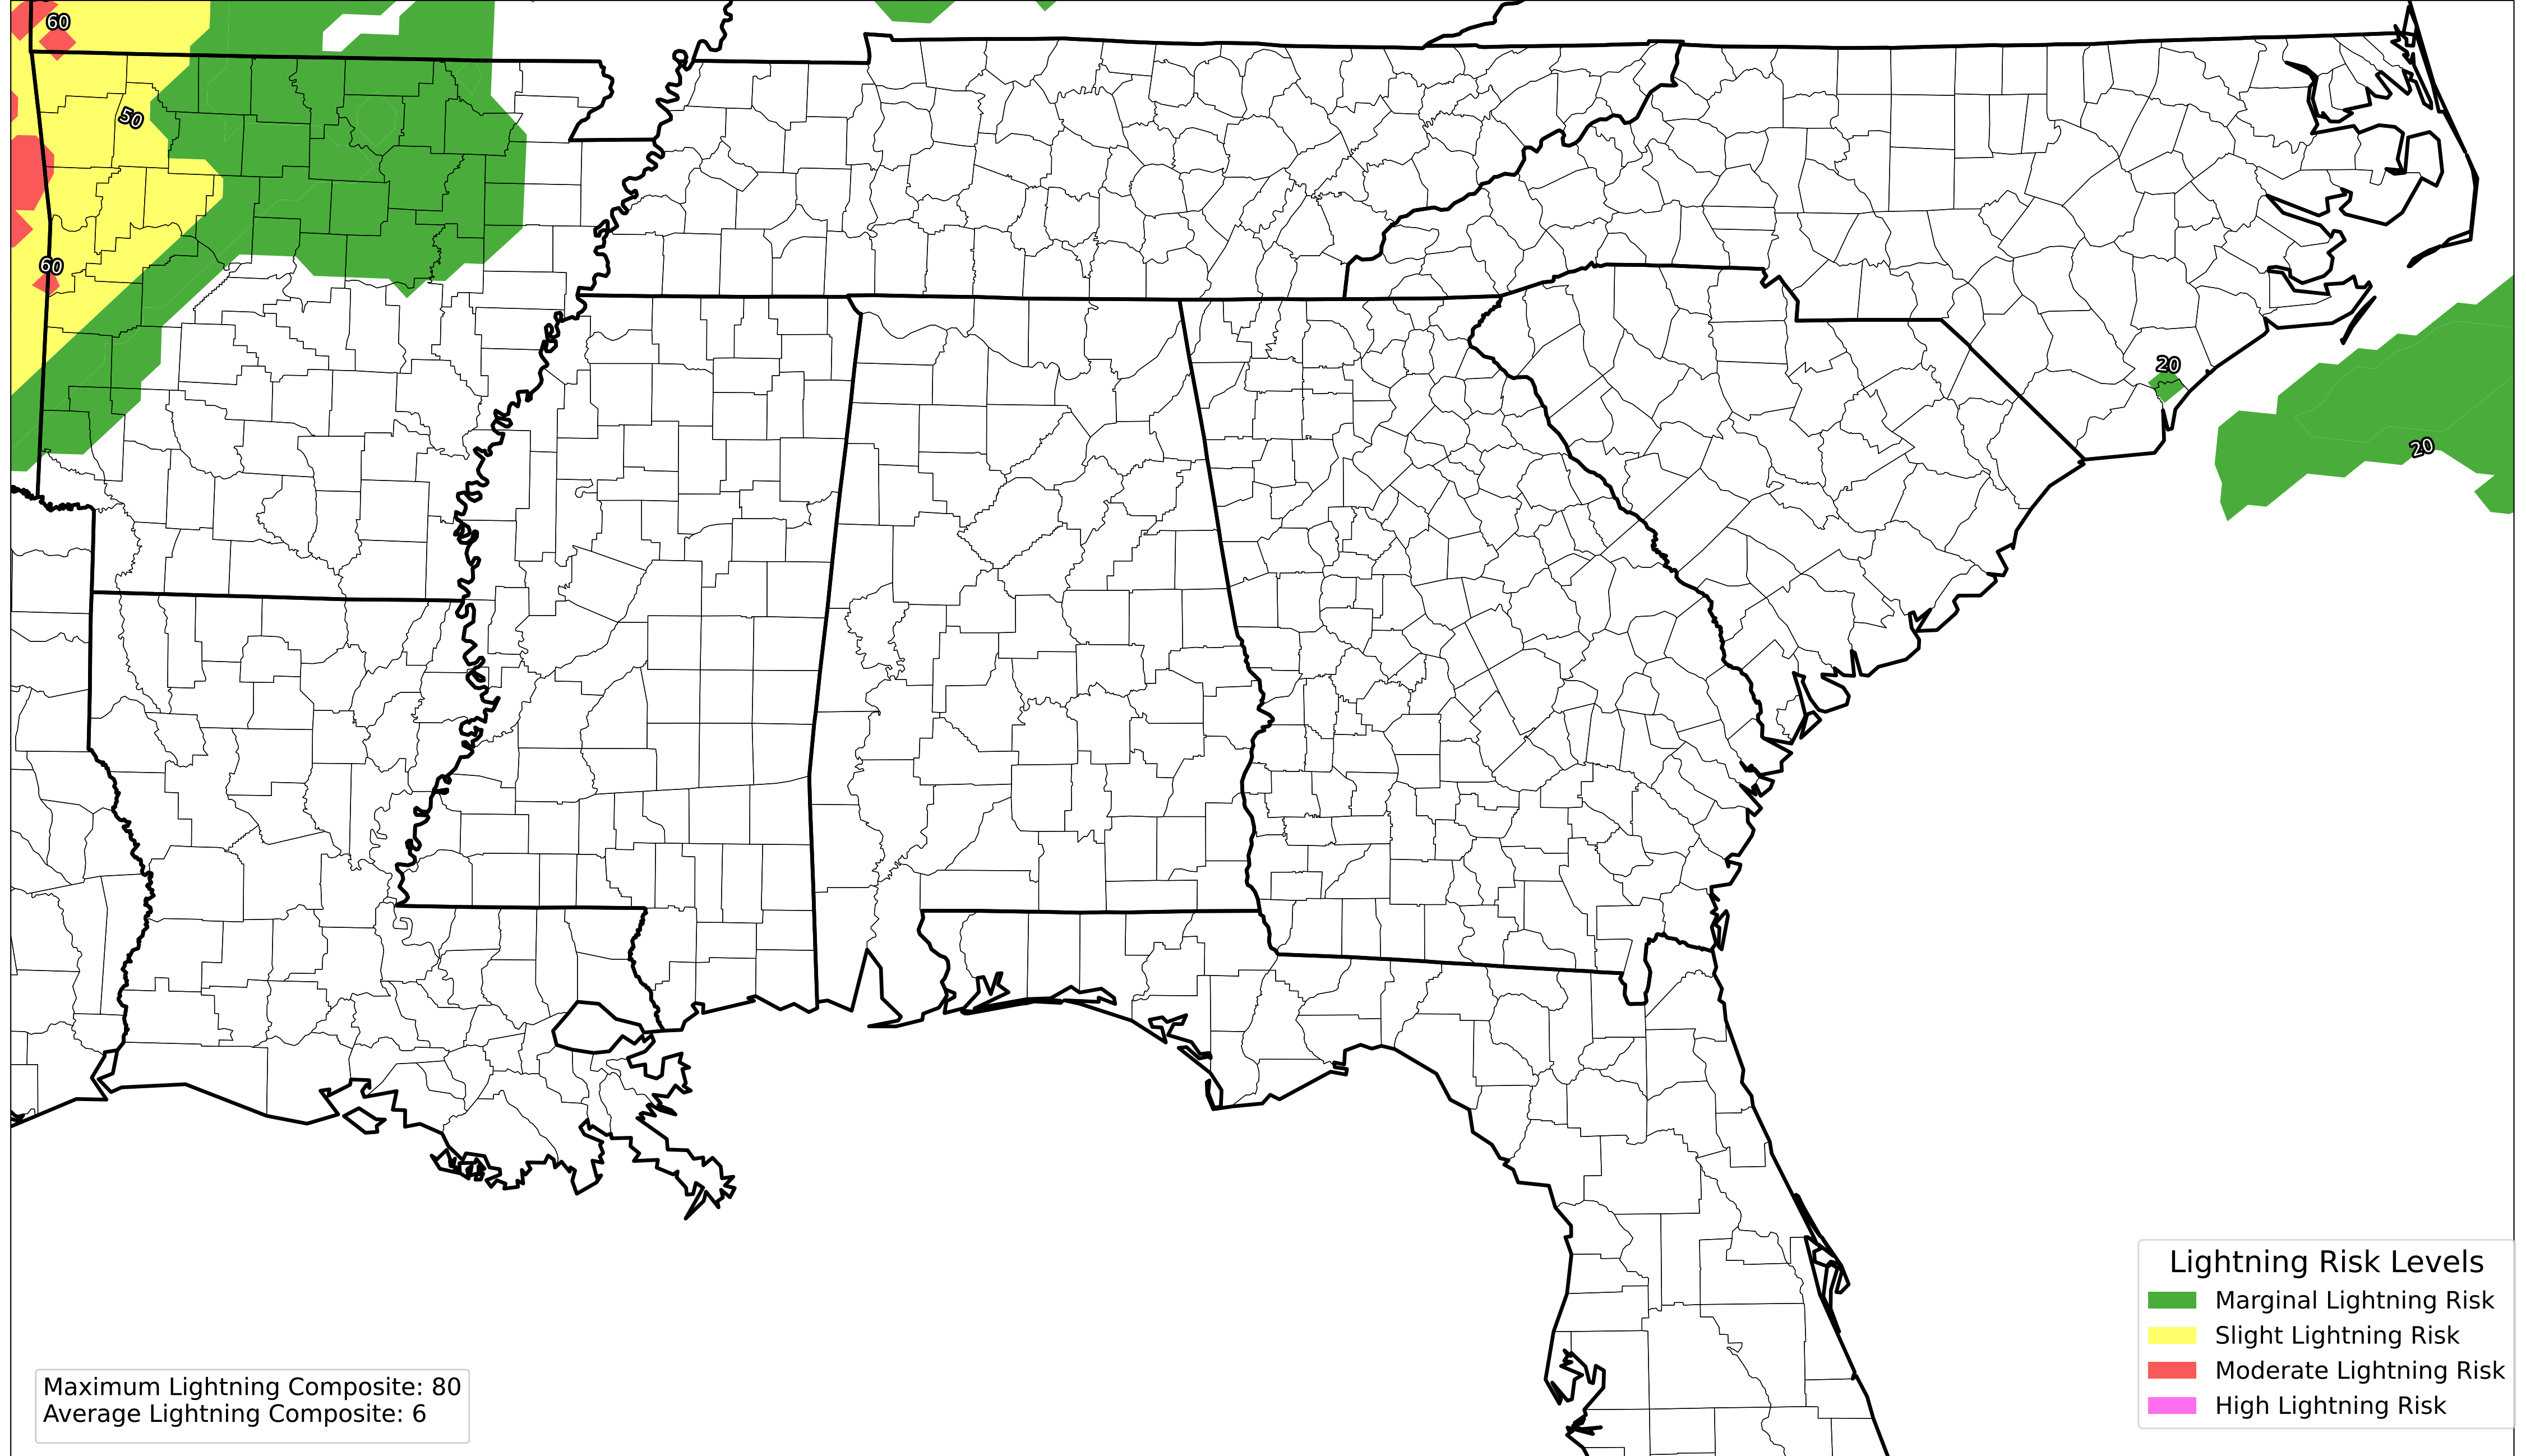 60
50
60
20
20
Lightning Risk Levels
Marginal Lightning Risk
Slight Lightning Risk
Moderate Lightning Risk
High Lightning Risk
Maximum Lightning Composite: 80
Average Lightning Composite: 6